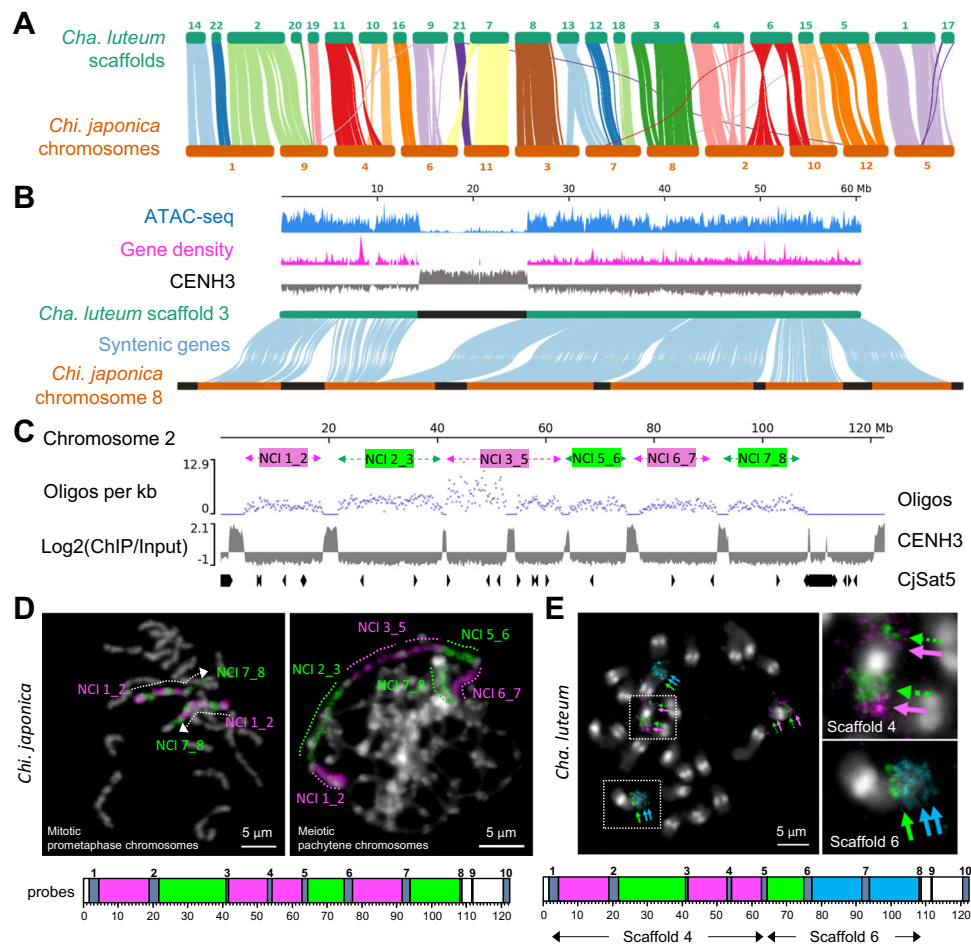 A
Cha. luteum
scaffolds
14 22 2 20 19 11 10 16 9 21 7 8 13 12 18 3 4 6 15 5 1 17
Chi. japonica
chromosomes
1 9 4 6 11 3 7 8 2 10 12 5
B
10 20 30 40 50 60 Mb
ATAC-seq
Gene density
CENH3
Cha. luteum scaffold 3
Syntenic genes
Chi. japonica
chromosome 8
C
Chromosome 2
20 40 60 80 100 120 Mb
NCI 1_2 NCI 2_3 NCI 3_5 NCI 5_6 NCI 6_7 NCI 7_8
12.9
Oligos per kb
0
Oligos
2.1
Log2(ChIP/Input)
-1
CENH3
CjSat5
D
Chi. japonica
NCI 7_8
NCI 1_2
NCI 1_2
NCI 7_8
Mitotic
prometaphase chromosomes
5 µm
NCI 3_5
NCI 5_6
NCI 2_3
NCI 7_8
NCI 6_7
NCI 1_2
Meiotic
pachytene chromosomes
5 µm
probes
1 2 3 4 5 6 7 8 9 10
0 10 20 30 40 50 60 70 80 90 100 120
E
Cha. luteum
5 µm
Scaffold 4
Scaffold 6
1 2 3 4 5 6 7 8 9 10
0 10 20 30 40 50 60 70 80 90 100 120
Scaffold 4 Scaffold 6